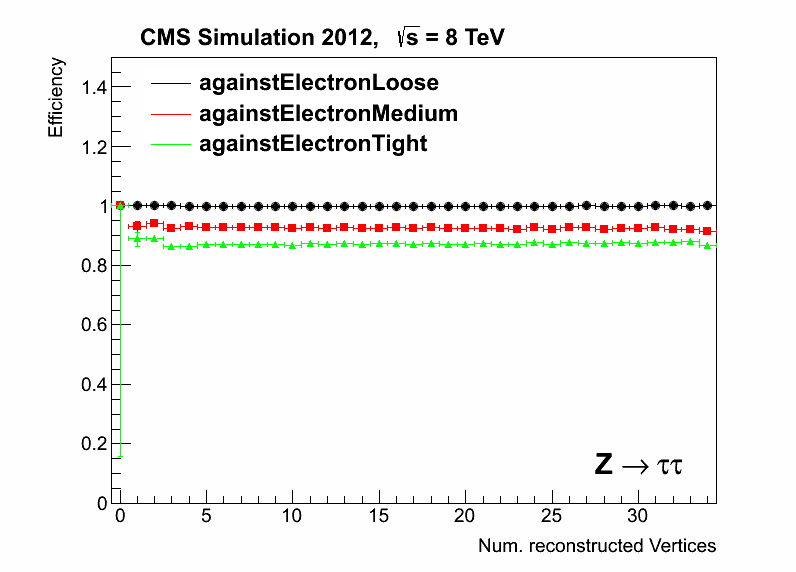 CMS Simulation 2012, √s = 8 TeV
Efficiency
againstElectronLoose
againstElectronMedium
againstElectronTight
1.4
1.2
1
0.8
0.6
0.4
0.2
0
Z → ττ
0 5 10 15 20 25 30
Num. reconstructed Vertices